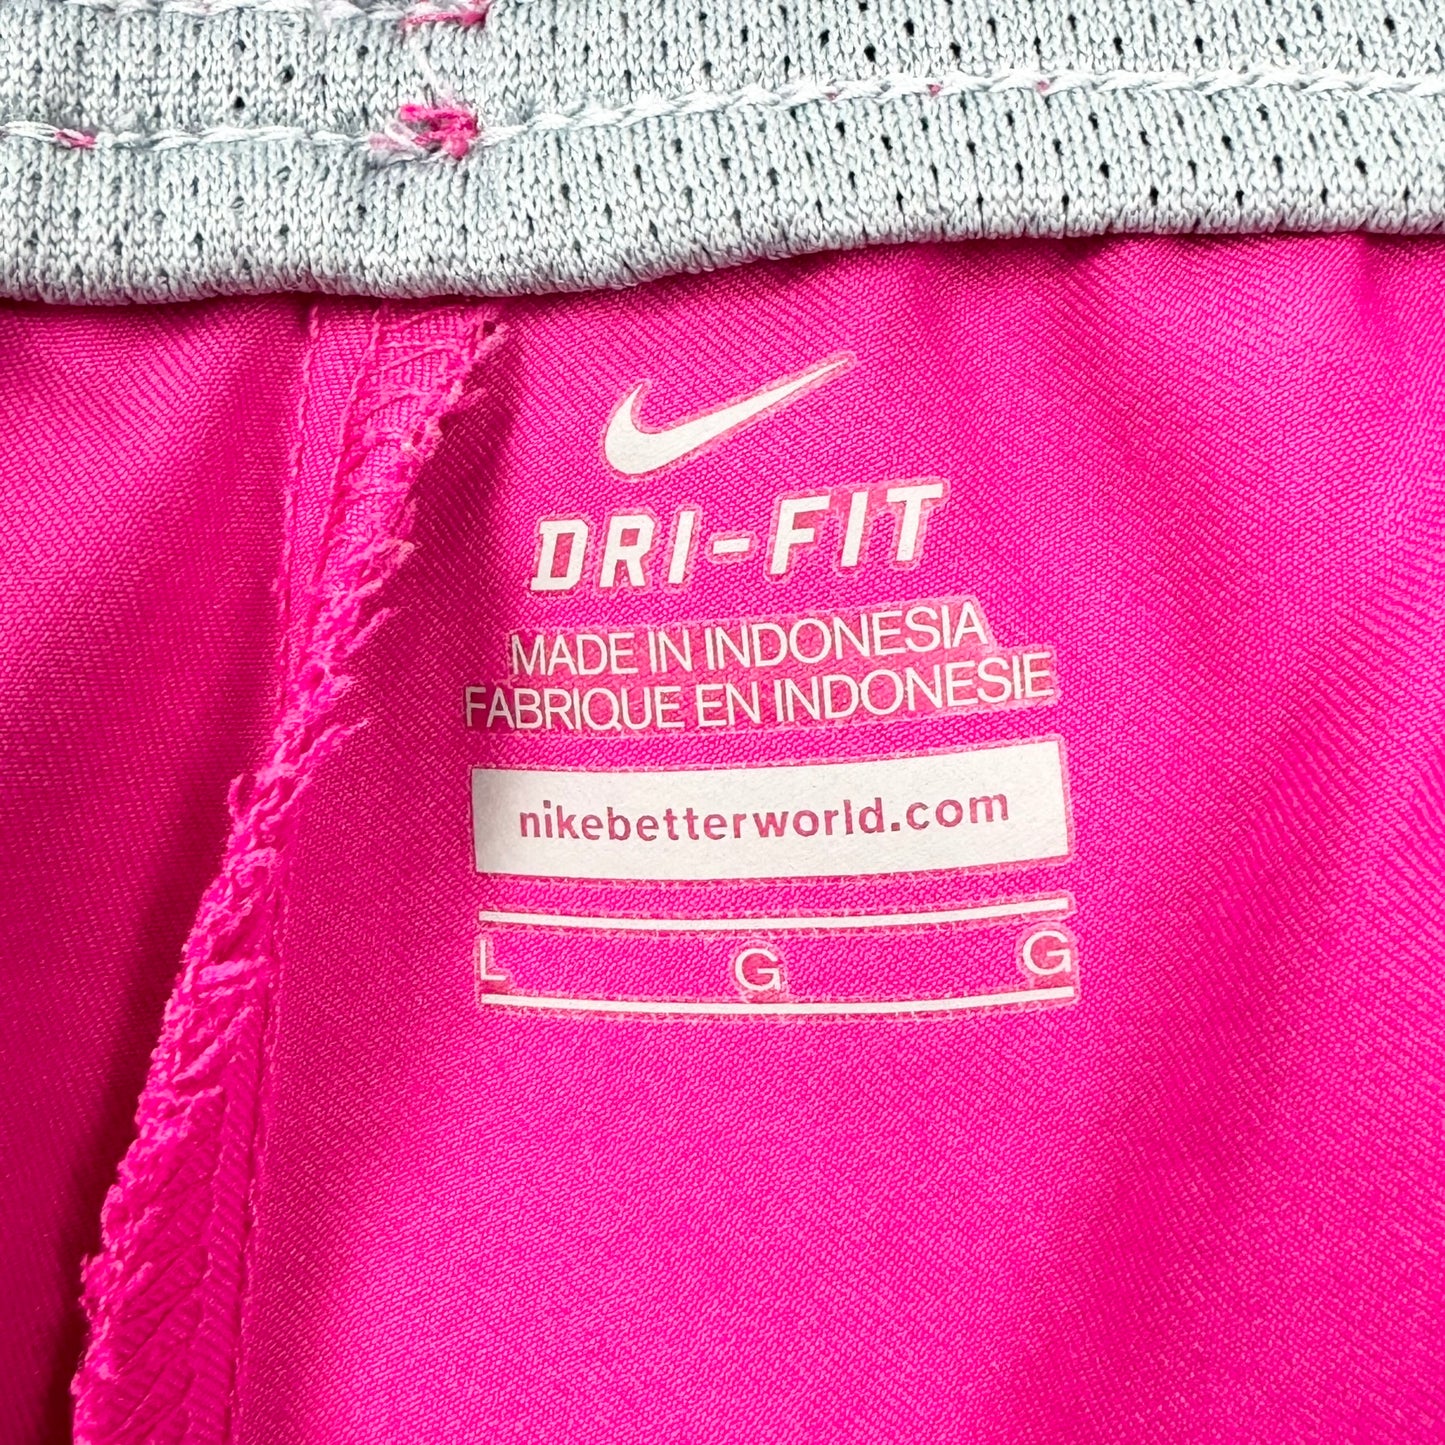 DRI-FIT
MADE IN INDONESIA
FABRIQUE EN INDONESIE
nikebetterworld.com
L G G